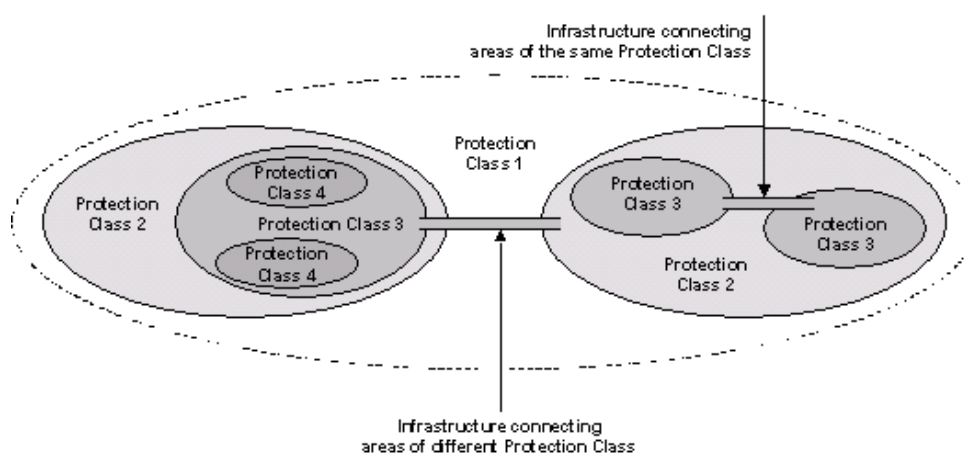 Infrastructure connecting
areas of the same Protection Class
Protection
Class 1
Protection
Class 2
Protection
Class 4
Protection Class 3
Protection
Class 4
Protection
Class 3
Protection
Class 3
Protection
Class 2
Infrastructure connecting
areas of different Protection Class